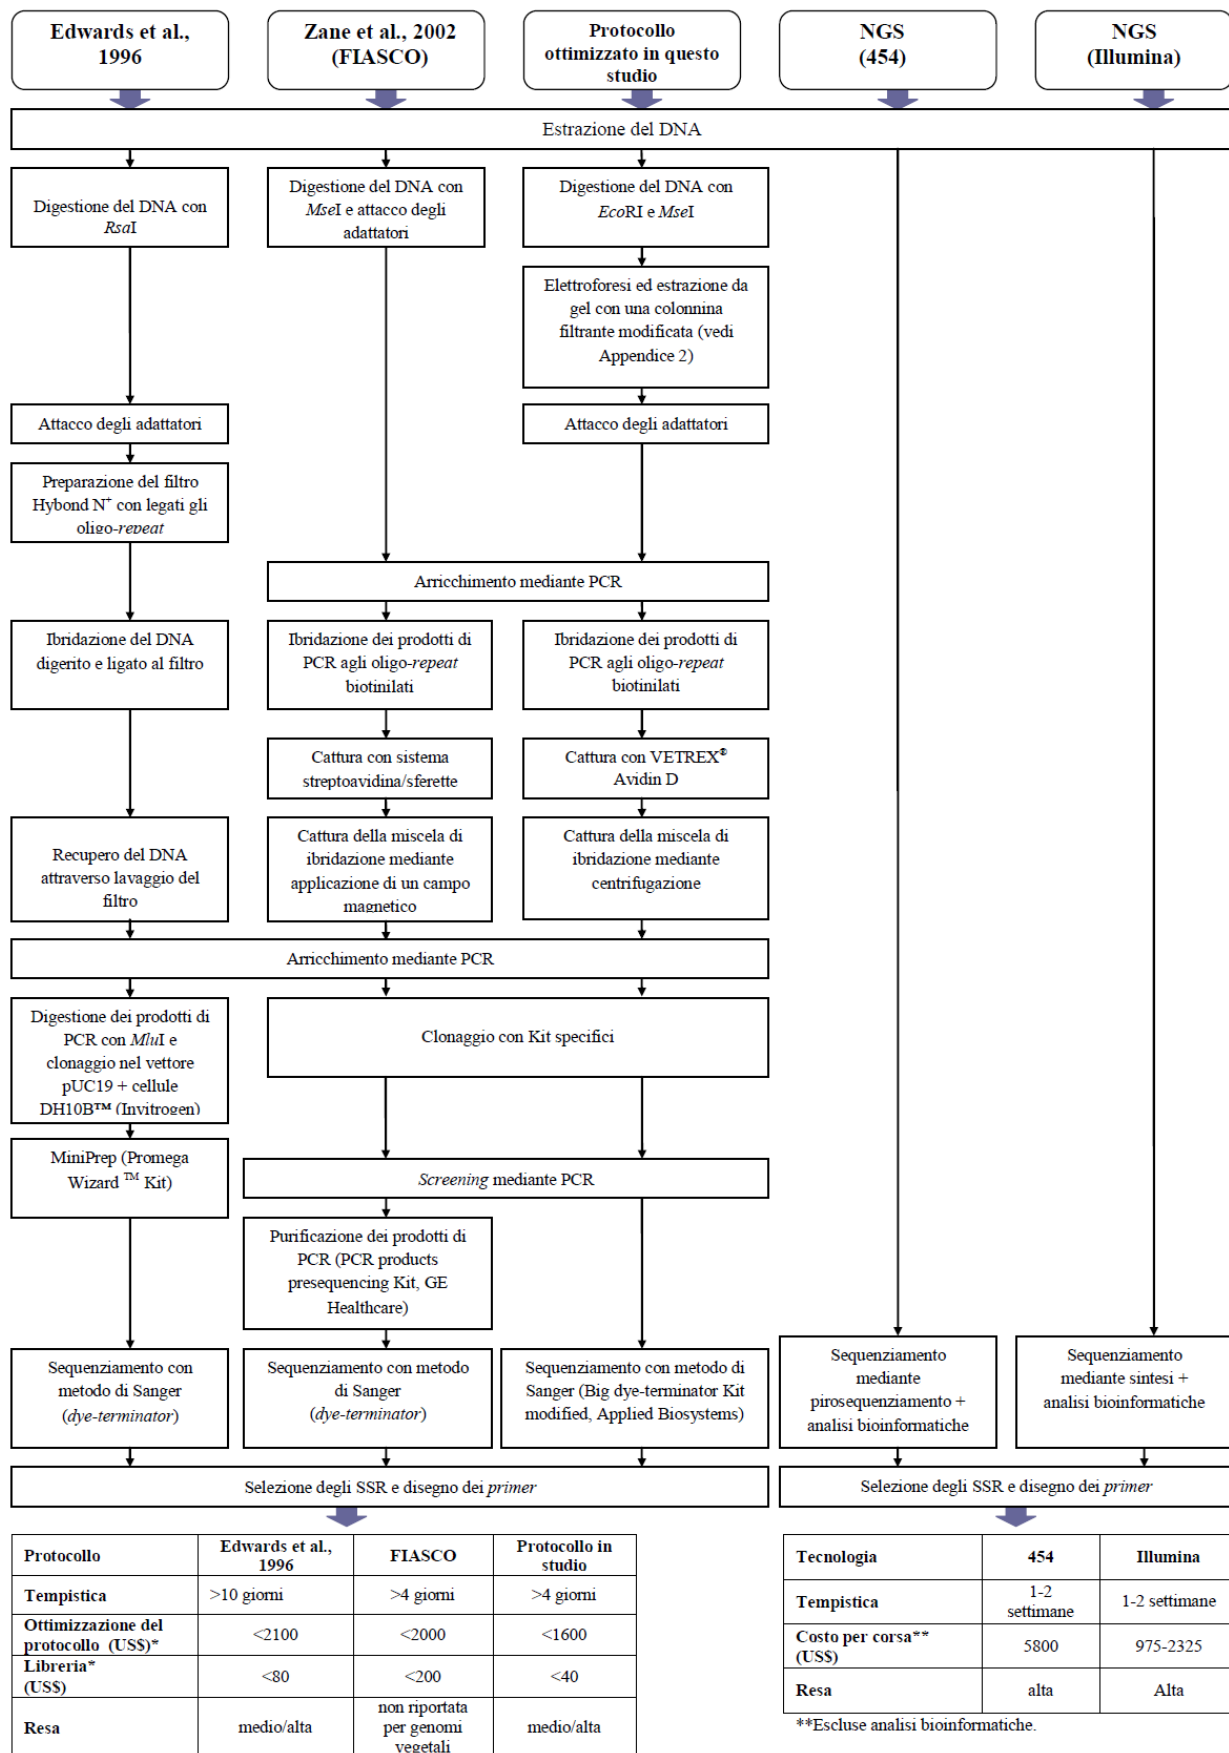 Edwards et al.,
1996
Zane et al., 2002
(FIASCO)
Protocollo
ottimizzato in questo
studio
NGS
(454)
NGS
(Illumina)
Estrazione del DNA
Digestione del DNA con
RsaI
Digestione del DNA con
MseI e attacco degli
adattatori
Digestione del DNA con
EcoRI e MseI
Elettroforesi ed estrazione da
gel con una colonnina
filtrante modificata (vedi
Appendice 2)
Attacco degli adattatori
Attacco degli adattatori
Preparazione del filtro
Hybond N+ con legati gli
oligo-repeat
Arricchimento mediante PCR
Ibridazione del DNA
digerito e ligato al filtro
Ibridazione dei prodotti di
PCR agli oligo-repeat
biotinilati
Ibridazione dei prodotti di
PCR agli oligo-repeat
biotinilati
Cattura con sistema
streptoavidina/sferette
Cattura con VETREX®
Avidin D
Recupero del DNA
attraverso lavaggio del
filtro
Cattura della miscela di
ibridazione mediante
applicazione di un campo
magnetico
Cattura della miscela di
ibridazione mediante
centrifugazione
Arricchimento mediante PCR
Digestione dei prodotti di
PCR con MluI e
clonaggio nel vettore
pUC19 + cellule
DH10B™ (Invitrogen)
Clonaggio con Kit specifici
MiniPrep (Promega
Wizard TM Kit)
Screening mediante PCR
Purificazione dei prodotti di
PCR (PCR products
presequencing Kit, GE
Healthcare)
Sequenziamento con
metodo di Sanger
(dye-terminator)
Sequenziamento con metodo
di Sanger
(dye-terminator)
Sequenziamento con metodo di
Sanger (Big dye-terminator Kit
modified, Applied Biosystems)
Sequenziamento
mediante
pirosequenziamento +
analisi bioinformatiche
Sequenziamento
mediante sintesi +
analisi bioinformatiche
Selezione degli SSR e disegno dei primer
Selezione degli SSR e disegno dei primer
Protocollo
Edwards et al.,
1996
FIASCO
Protocollo in
studio
Tempistica
>10 giorni
>4 giorni
>4 giorni
Ottimizzazione del
protocollo (US$)*
<2100
<2000
<1600
Libreria*
(US$)
<80
<200
<40
Resa
medio/alta
non riportata
per genomi
vegetali
medio/alta
Tecnologia
454
Illumina
Tempistica
1-2
settimane
1-2 settimane
Costo per corsa**
(US$)
5800
975-2325
Resa
alta
Alta
**Escluse analisi bioinformatiche.